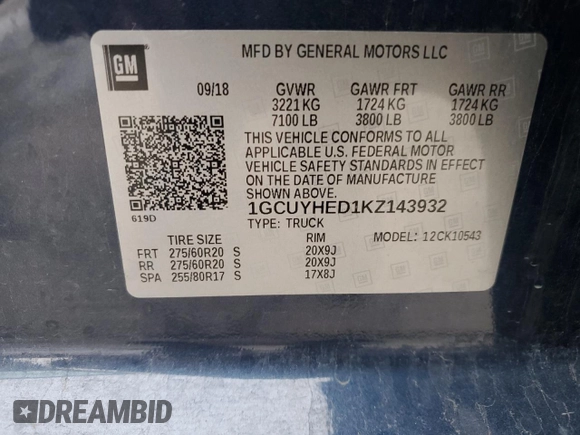 GM
MFD BY GENERAL MOTORS LLC
09/18 GVWR GAWR FRT GAWR RR
3221 KG 1724 KG 1724 KG
7100 LB 3800 LB 3800 LB
THIS VEHICLE CONFORMS TO ALL
APPLICABLE U.S. FEDERAL MOTOR
VEHICLE SAFETY STANDARDS IN EFFECT
ON THE DATE OF MANUFACTURE
SHOWN ABOVE.
619D
1GCUYHED1KZ143932
TYPE: TRUCK MODEL: 12CK10543
TIRE SIZE RIM
FRT 275/60R20 S 20X9J
RR 275/60R20 S 20X9J
SPA 255/80R17 S 17X8J
DREAMBID